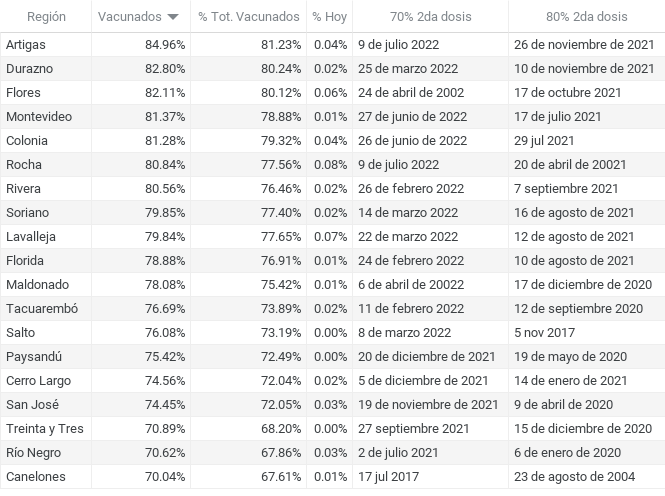 Región Vacunados % Tot. Vacunados % Hoy 70% 2da dosis 80% 2da dosis
Artigas 84.96% 81.23% 0.04% 9 de julio 2022 26 de noviembre de 2021
Durazno 82.80% 80.24% 0.02% 25 de marzo 2022 10 de noviembre de 2021
Flores 82.11% 80.12% 0.06% 24 de abril de 2002 17 de octubre 2021
Montevideo 81.37% 78.88% 0.01% 27 de junio de 2022 17 de julio 2021
Colonia 81.28% 79.32% 0.04% 26 de junio de 2022 29 jul 2021
Rocha 80.84% 77.56% 0.08% 9 de julio 2022 20 de abril de 20021
Rivera 80.56% 76.46% 0.02% 26 de febrero 2022 7 septiembre 2021
Soriano 79.85% 77.40% 0.02% 14 de marzo 2022 16 de agosto de 2021
Lavalleja 79.84% 77.65% 0.07% 22 de marzo 2022 12 de agosto de 2021
Florida 78.88% 76.91% 0.01% 24 de febrero 2022 10 de agosto de 2021
Maldonado 78.08% 75.42% 0.01% 6 de abril de 20022 17 de diciembre de 2020
Tacuarembó 76.69% 73.89% 0.02% 11 de febrero 2022 12 de septiembre 2020
Salto 76.08% 73.19% 0.00% 8 de marzo 2022 5 nov 2017
Paysandú 75.42% 72.49% 0.00% 20 de diciembre de 2021 19 de mayo de 2020
Cerro Largo 74.56% 72.04% 0.02% 5 de diciembre de 2021 14 de enero de 2021
San José 74.45% 72.05% 0.03% 19 de noviembre de 2021 9 de abril de 2020
Treinta y Tres 70.89% 68.20% 0.00% 27 septiembre 2021 15 de diciembre de 2020
Río Negro 70.62% 67.86% 0.03% 2 de julio 2021 6 de enero de 2020
Canelones 70.04% 67.61% 0.01% 17 jul 2017 23 de agosto de 2004